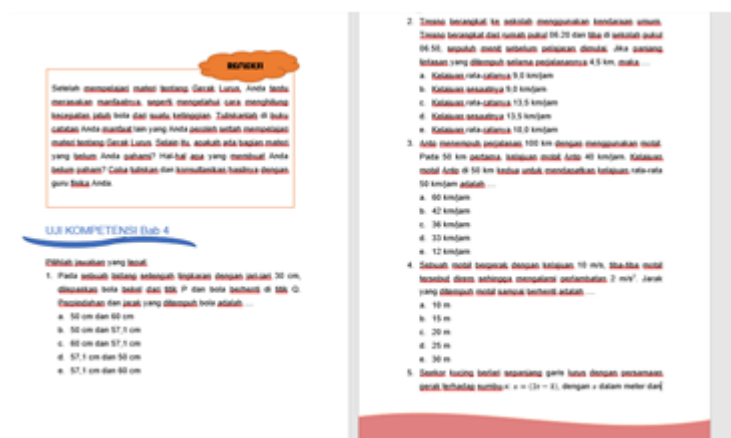 REFLEKSI
Setelah mempelajari materi tentang Gerak Lurus, Anda tentu
merasakan manfaatnya, seperti mengetahui cara menghitung
kecepatan jatuh bola dari suatu ketinggian. Tuliskanlah di buku
catatan Anda manfaat lain yang Anda peroleh setelah mempelajari
materi tentang Gerak Lurus. Selain itu, apakah ada bagian materi
yang belum Anda pahami? Hal-hal apa yang membuat Anda
belum paham? Coba tuliskan dan konsultasikan hasilnya dengan
guru fisika Anda.
UJI KOMPETENSI Bab 4
Pilihlah jawaban yang tepat.
1. Pada sebuah bidang setengah lingkaran dengan jari-jari 30 cm,
dilepaskan bola bekel dari titik P dan bola berhenti di titik Q.
Perpindahan dan jarak yang ditempuh bola adalah ....
a. 50 cm dan 60 cm
b. 50 cm dan 57,1 cm
c. 60 cm dan 57,1 cm
d. 57,1 cm dan 50 cm
e. 57,1 cm dan 60 cm
2. berangkat ke sekolah menggunakan kendaraan umum.
berangkat dari rumah pukul 06.20 dan tiba di sekolah pukul
06.50, sepuluh menit sebelum pelajaran dimulai. Jika panjang
lintasan yang ditempuh selama perjalanannya 4,5 km, maka ....
a. Kelajuan rata-ratanya 9,0 km/jam
b. Kelajuan sesaatnya 9,0 km/jam
c. Kelajuan rata-ratanya 13,5 km/jam
d. Kelajuan sesaatnya 13,5 km/jam
e. Kelajuan rata-ratanya 18,0 km/jam
3. Anto menempuh perjalanan 100 km dengan menggunakan mobil.
Pada 50 km pertama, kelajuan mobil Anto 40 km/jam. Kelajuan
mobil Anto di 50 km kedua untuk mendapatkan kelajuan rata-rata
50 km/jam adalah ....
a. 60 km/jam
b. 42 km/jam
c. 36 km/jam
d. 33 km/jam
e. 12 km/jam
4. Sebuah mobil bergerak dengan kelajuan 10 m/s, tiba-tiba mobil
tersebut direm sehingga mengalami perlambatan 2 m/s². Jarak
yang ditempuh mobil sampai berhenti adalah ....
a. 10 m
b. 15 m
c. 20 m
d. 25 m
e. 30 m
5. Seekor kucing berlari sepanjang garis lurus dengan persamaan
gerak terhadap sumbu dengan x dalam meter dan